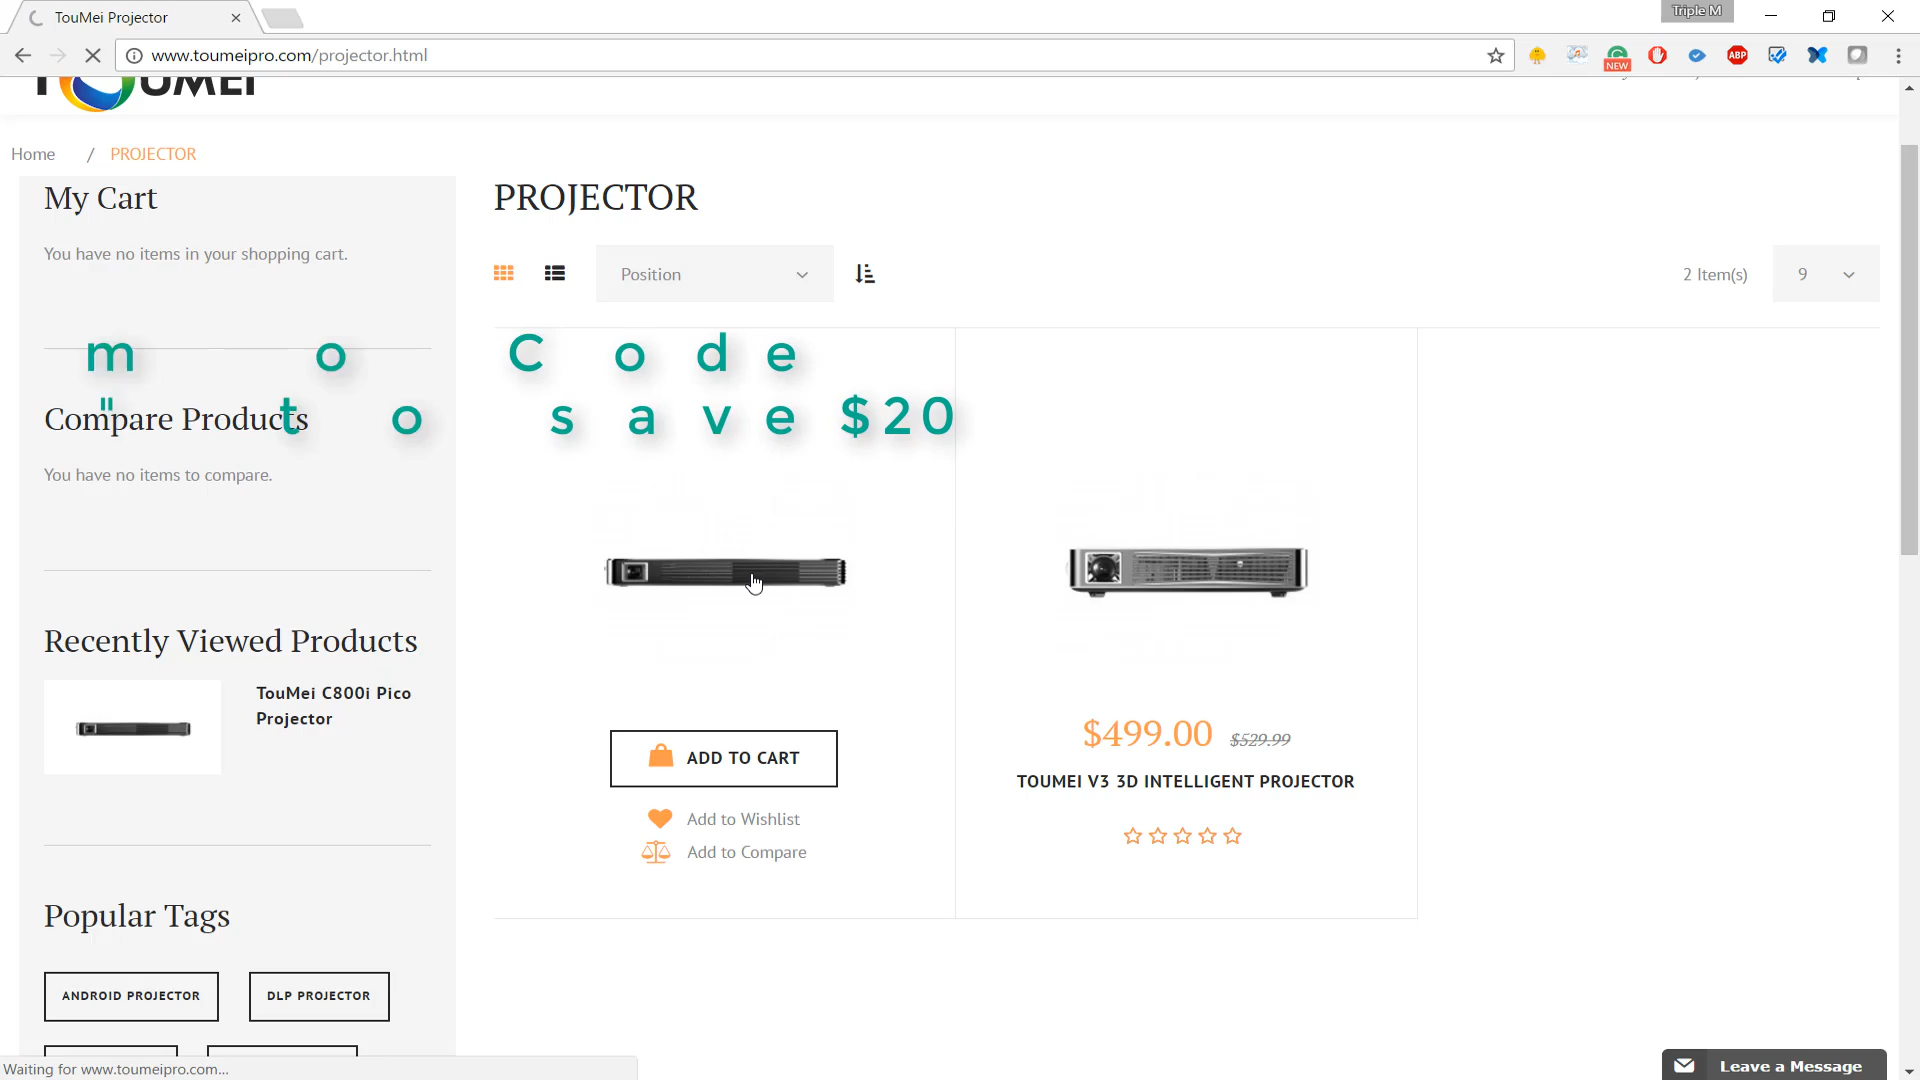 TouMei Projector
Triple M
www.toumeipro.com/projector.html
NEW
ABP
TOUMEI
Home / PROJECTOR
My Cart
You have no items in your shopping cart.
Compare Products
You have no items to compare.
Recently Viewed Products
TouMei C800i Pico
Projector
Popular Tags
ANDROID PROJECTOR
DLP PROJECTOR
PROJECTOR
Position
2 Item(s)
9
m o C o d e
" t o s a v e $20
ADD TO CART
Add to Wishlist
Add to Compare
$499.00 $529.99
TOUMEI V3 3D INTELLIGENT PROJECTOR
Waiting for www.toumeipro.com...
Leave a Message